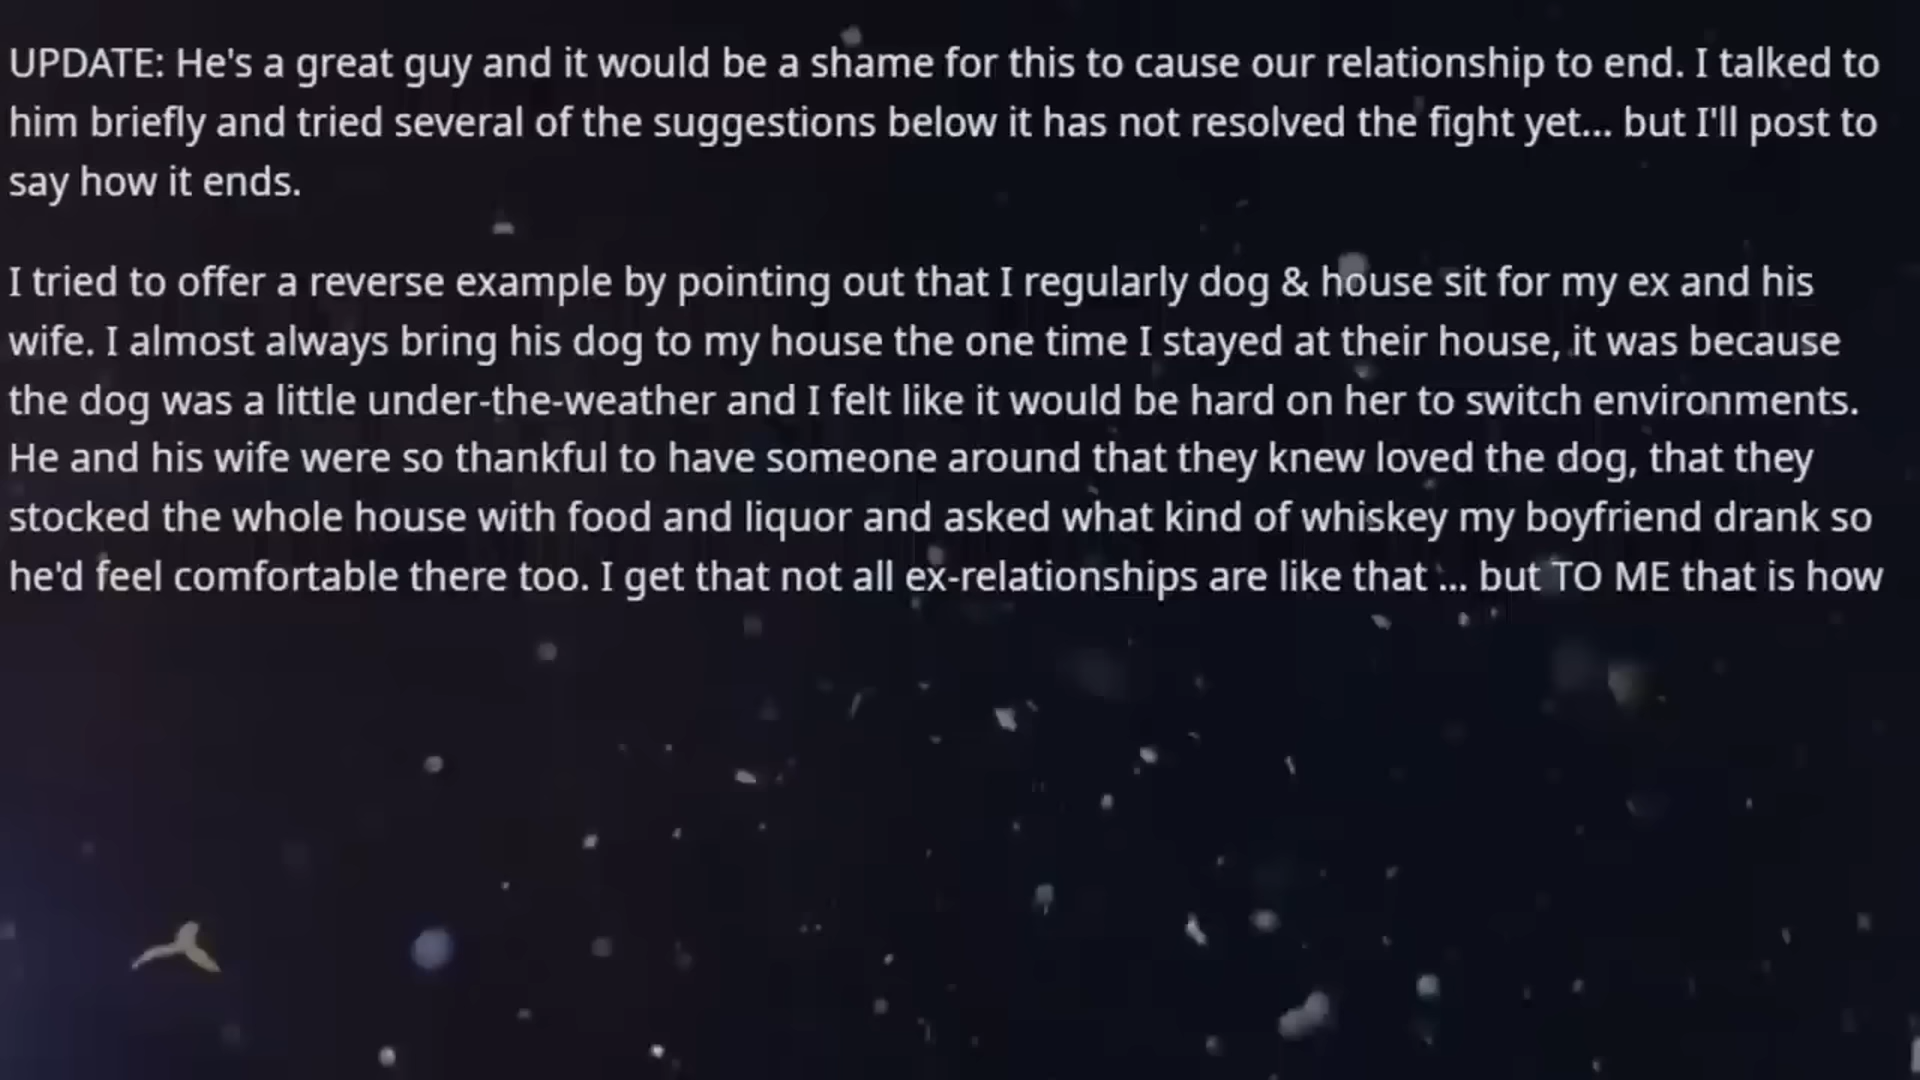 UPDATE: He's a great guy and it would be a shame for this to cause our relationship to end. I talked to
him briefly and tried several of the suggestions below it has not resolved the fight yet... but I'll post to
say how it ends.
I tried to offer a reverse example by pointing out that I regularly dog & house sit for my ex and his
wife. I almost always bring his dog to my house the one time I stayed at their house, it was because
the dog was a little under-the-weather and I felt like it would be hard on her to switch environments.
He and his wife were so thankful to have someone around that they knew loved the dog, that they
stocked the whole house with food and liquor and asked what kind of whiskey my boyfriend drank so
he'd feel comfortable there too. I get that not all ex-relationships are like that ... but TO ME that is how